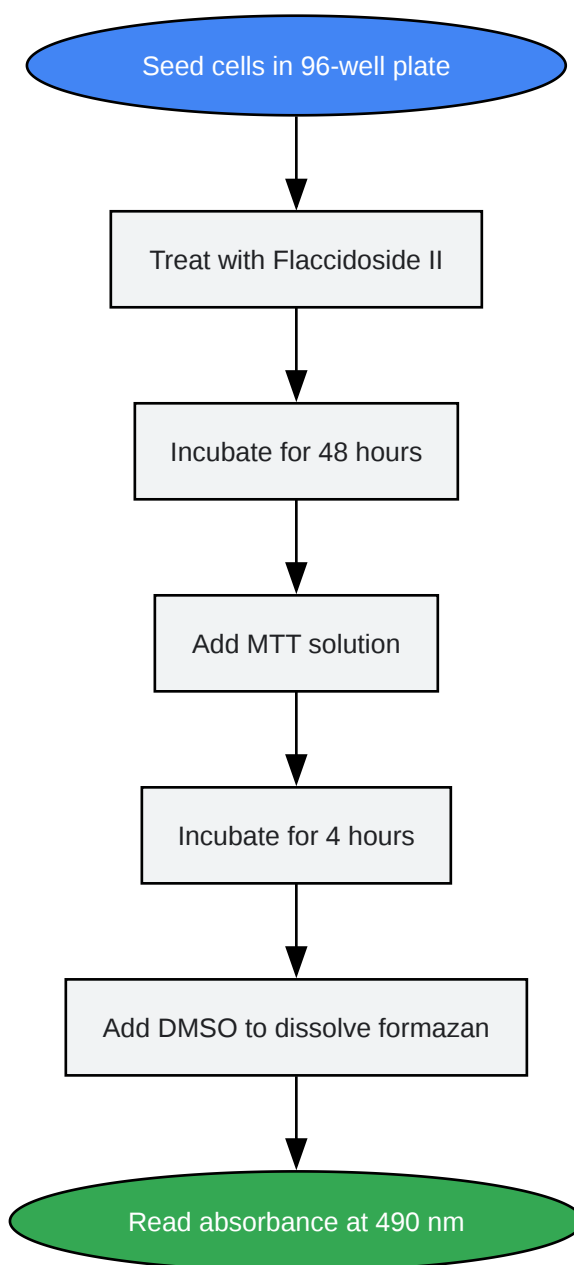 Seed cells in 96-well plate
Treat with Flaccidoside II
Incubate for 48 hours
Add MTT solution
Incubate for 4 hours
Add DMSO to dissolve formazan
Read absorbance at 490 nm